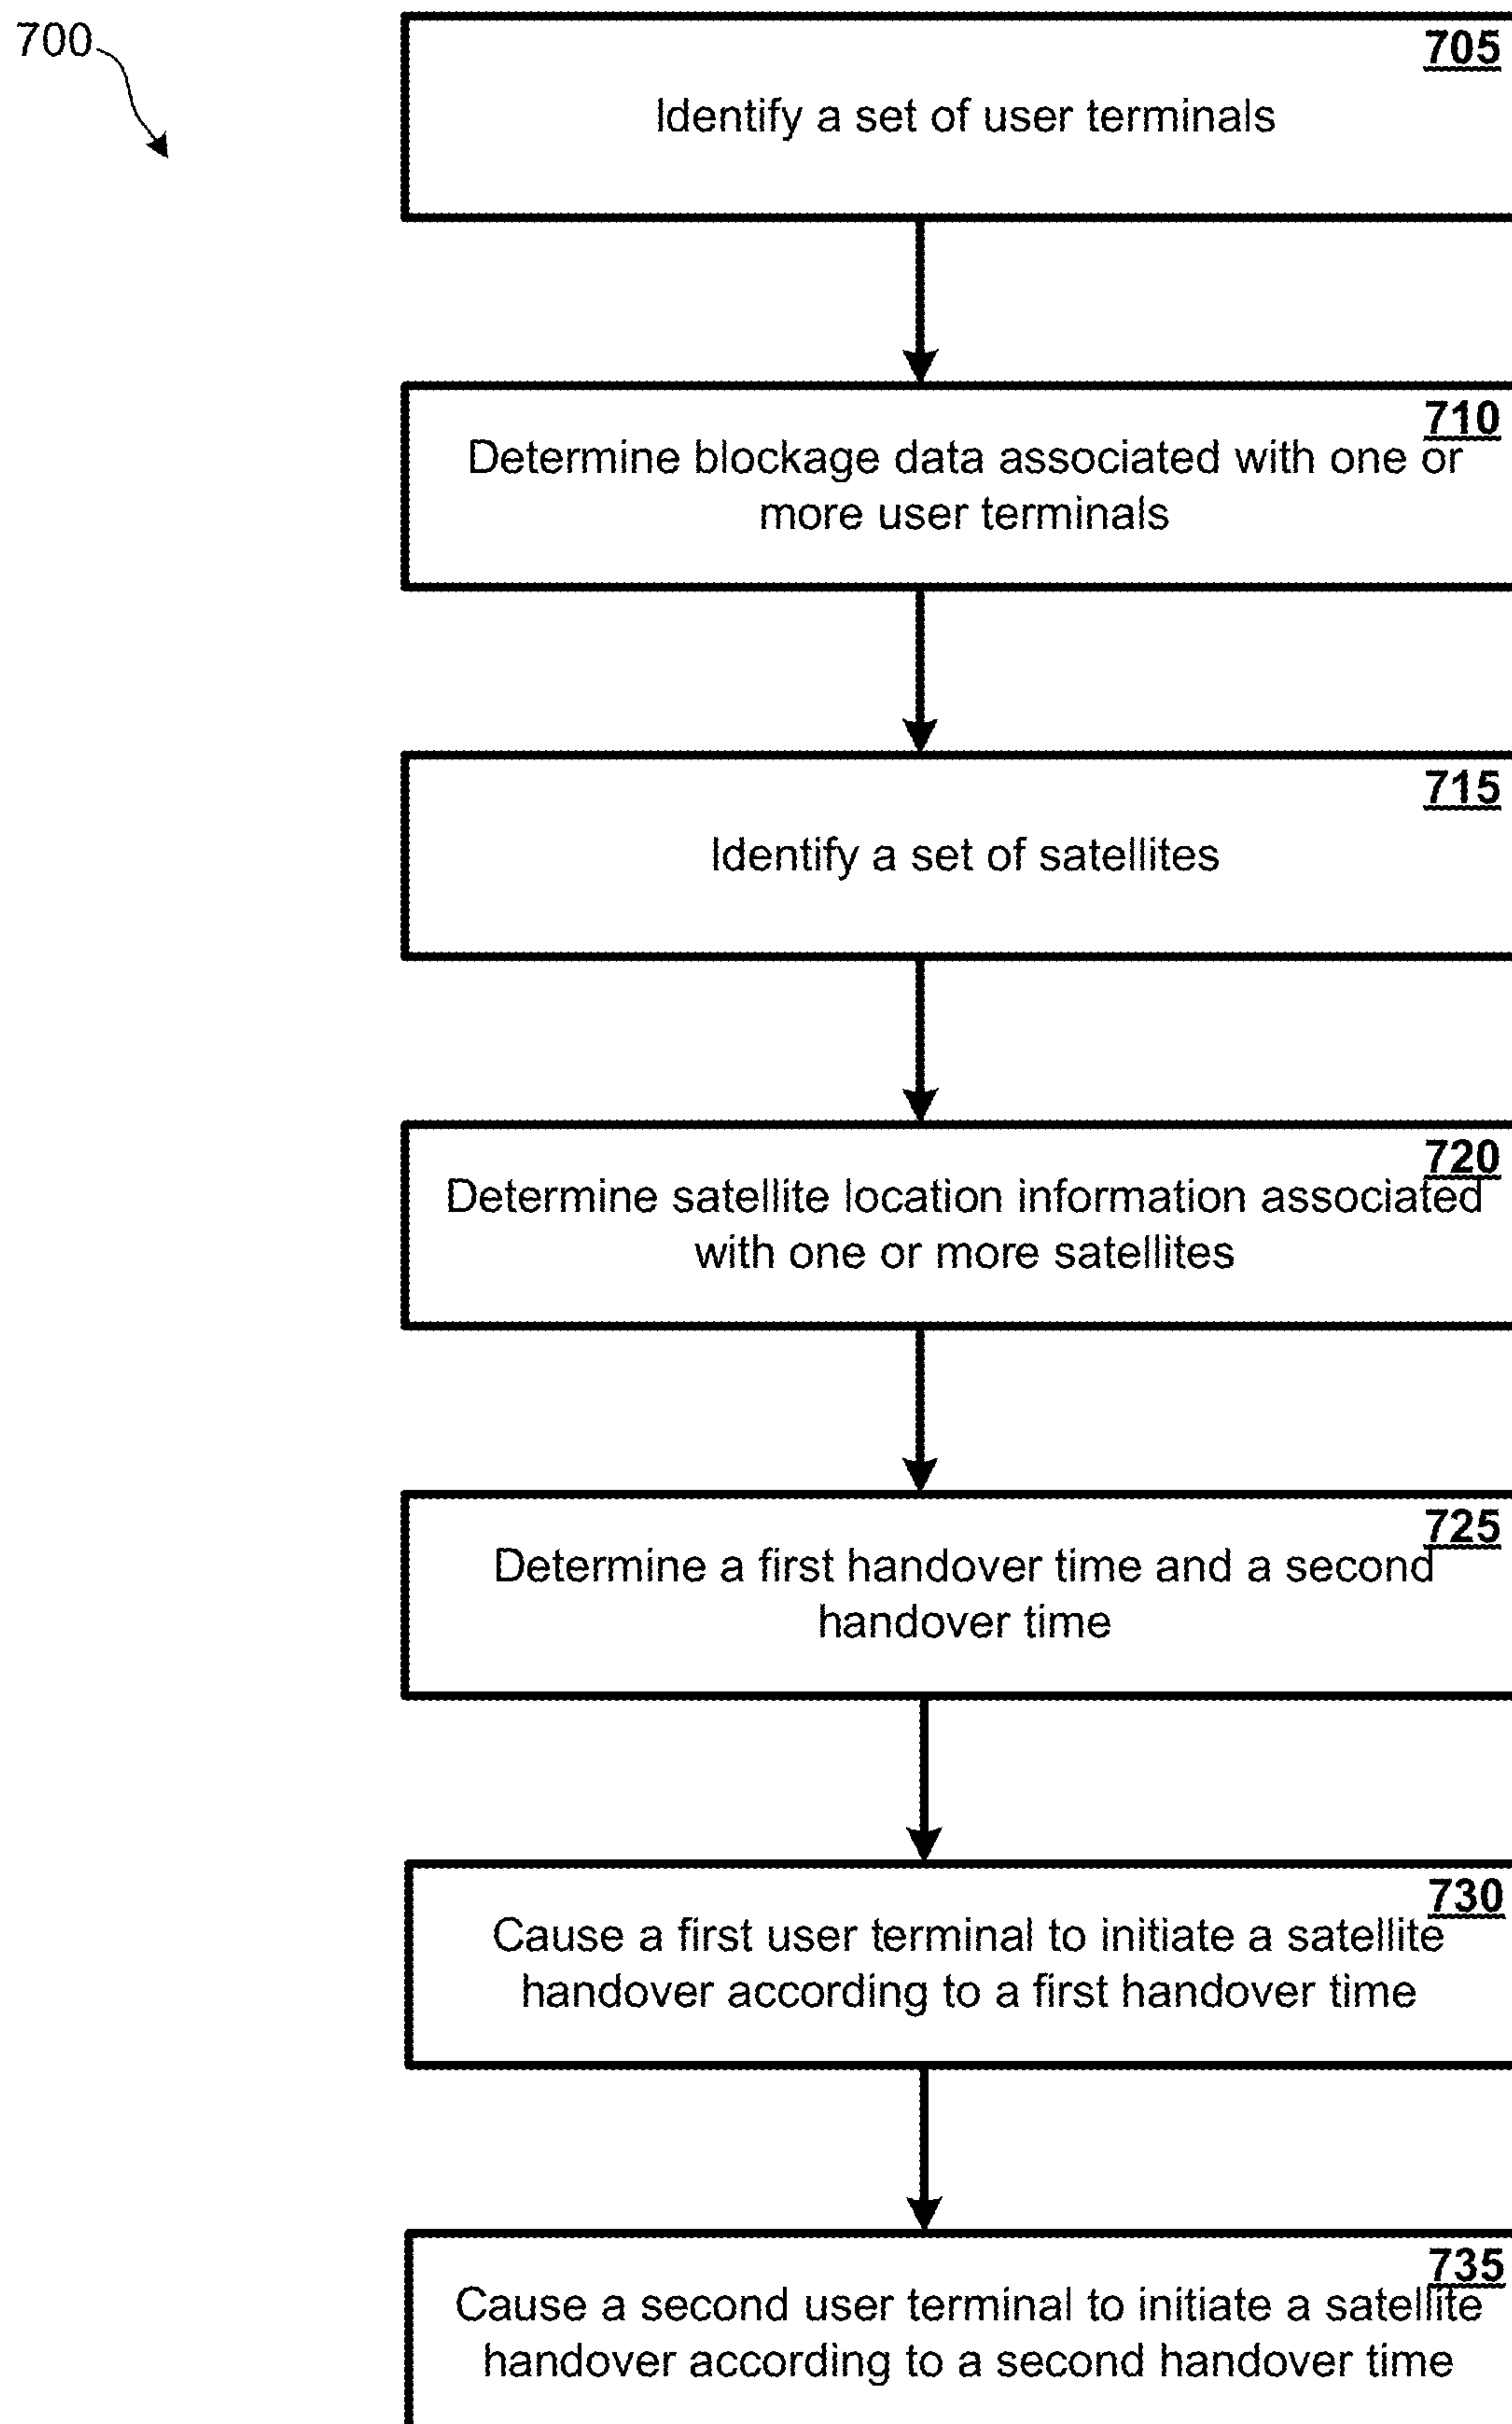 700
705
Identify a set of user terminals
710
Determine blockage data associated with one or
more user terminals
715
Identify a set of satellites
720
Determine satellite location information associated
with one or more satellites
725
Determine a first handover time and a second
handover time
730
Cause a first user terminal to initiate a satellite
handover according to a first handover time
735
Cause a second user terminal to initiate a satellite
handover according to a second handover time